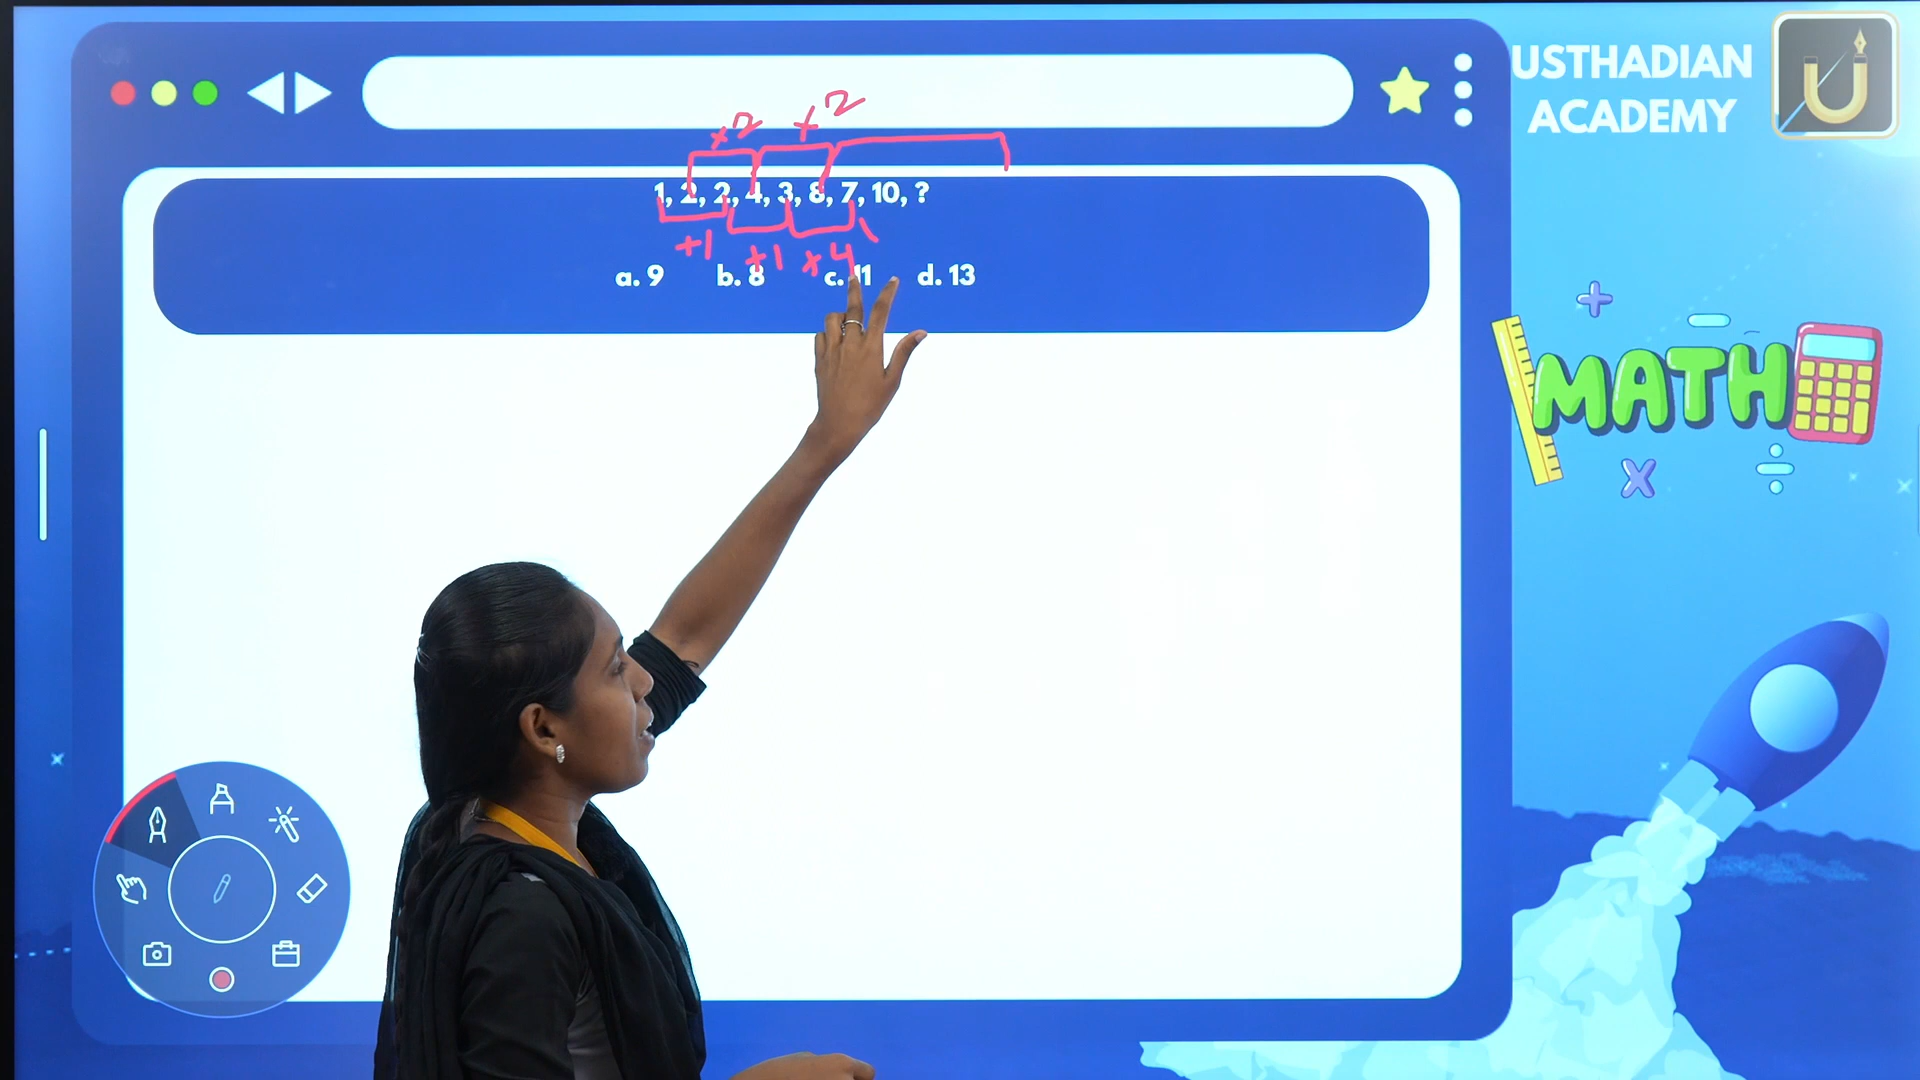 USTHADIAN
ACADEMY
U
×2 ×2
1, 2, 2, 4, 3, 8, 7, 10, ?
+1 +1 +4
a. 9 b. 8 c. 11 d. 13
MATH